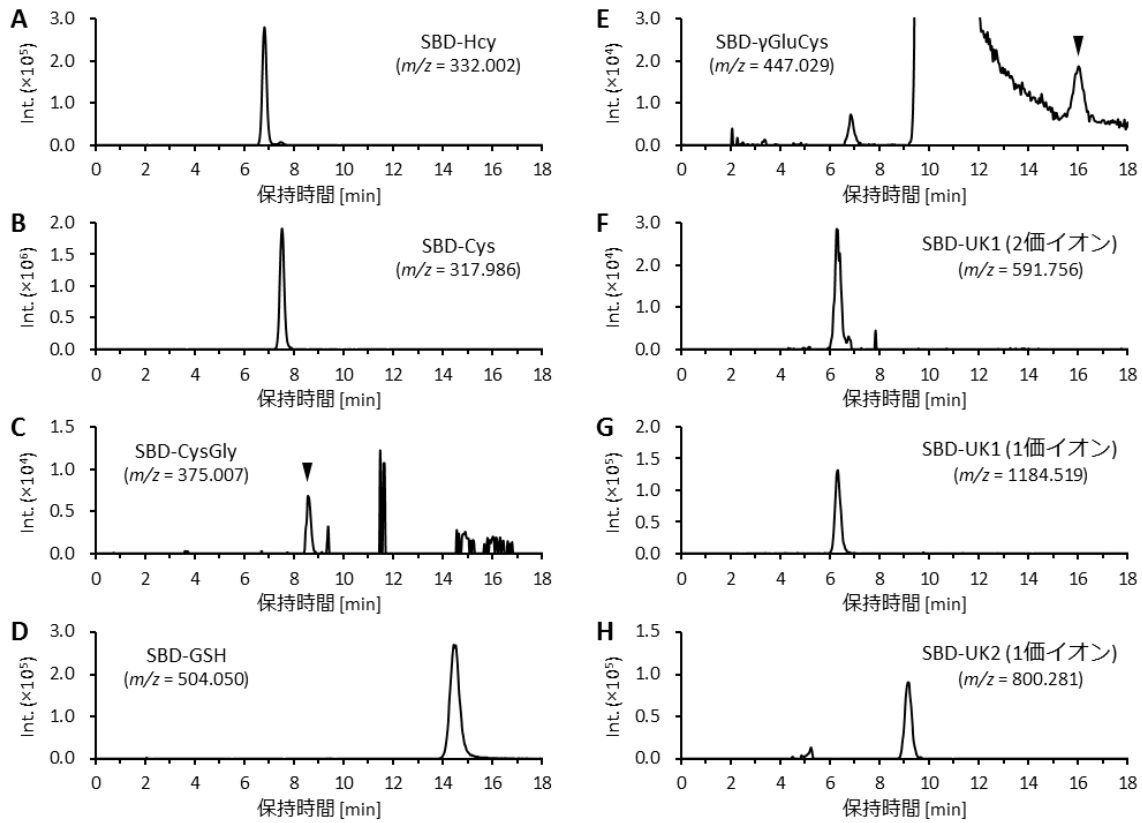 A
SBD-Hcy
(m/z = 332.002)
Int. (×10⁵)
3.0
2.0
1.0
0.0
0 2 4 6 8 10 12 14 16 18
保持時間 [min]
B
SBD-Cys
(m/z = 317.986)
Int. (×10⁶)
2.0
1.5
1.0
0.5
0.0
0 2 4 6 8 10 12 14 16 18
保持時間 [min]
C
SBD-CysGly
(m/z = 375.007)
Int. (×10⁴)
1.5
1.0
0.5
0.0
0 2 4 6 8 10 12 14 16 18
保持時間 [min]
D
SBD-GSH
(m/z = 504.050)
Int. (×10⁵)
3.0
2.0
1.0
0.0
0 2 4 6 8 10 12 14 16 18
保持時間 [min]
E
SBD-γGluCys
(m/z = 447.029)
Int. (×10⁴)
3.0
2.0
1.0
0.0
0 2 4 6 8 10 12 14 16 18
保持時間 [min]
F
SBD-UK1 (2価イオン)
(m/z = 591.756)
Int. (×10⁴)
3.0
2.0
1.0
0.0
0 2 4 6 8 10 12 14 16 18
保持時間 [min]
G
SBD-UK1 (1価イオン)
(m/z = 1184.519)
Int. (×10⁵)
2.0
1.5
1.0
0.5
0.0
0 2 4 6 8 10 12 14 16 18
保持時間 [min]
H
SBD-UK2 (1価イオン)
(m/z = 800.281)
Int. (×10⁵)
1.5
1.0
0.5
0.0
0 2 4 6 8 10 12 14 16 18
保持時間 [min]